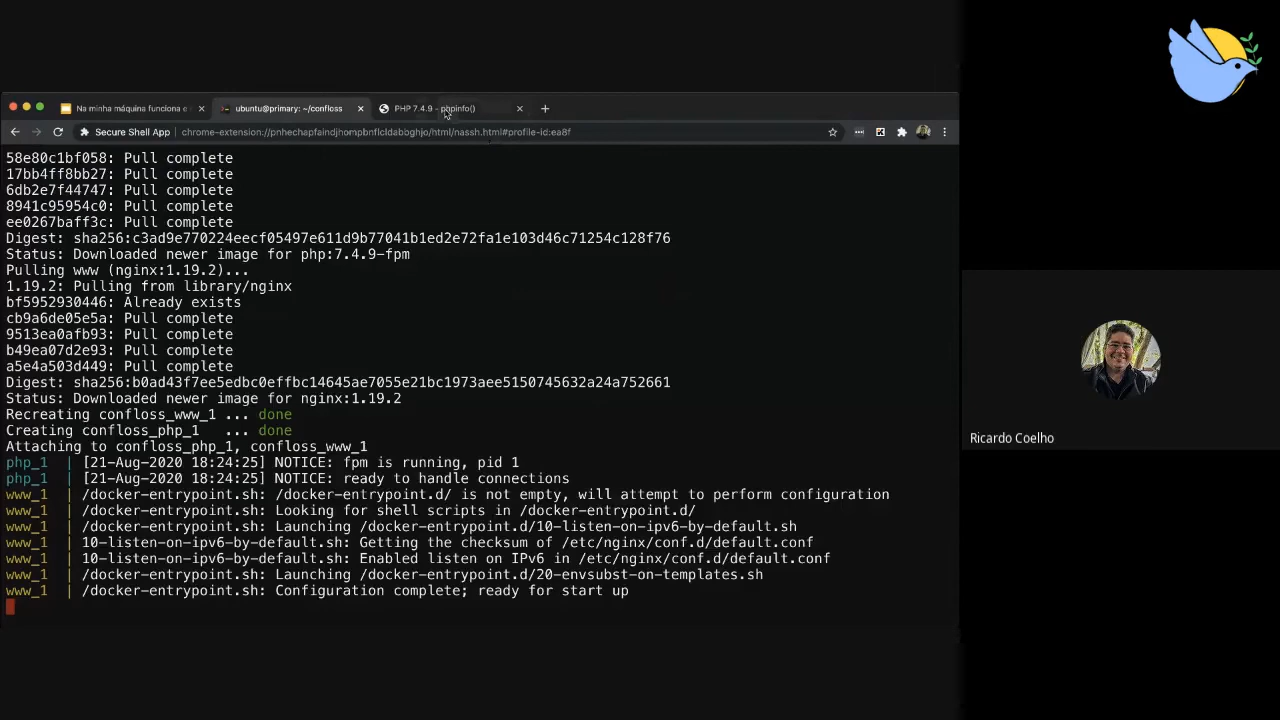 Na minha máquina funciona e
ubuntu@primary: ~/confloss
PHP 7.4.9 - phpinfo()
Secure Shell App
chrome-extension://pnhechapfaindjhompbnflcldabbghjo/html/nassh.html#profile-id:ea8f
58e80c1bf058: Pull complete
17bb4ff8bb27: Pull complete
6db2e7f44747: Pull complete
8941c95954c0: Pull complete
ee0267baff3c: Pull complete
Digest: sha256:c3ad9e770224eecf05497e611d9b77041b1ed2e72fa1e103d46c71254c128f76
Status: Downloaded newer image for php:7.4.9-fpm
Pulling www (nginx:1.19.2)...
1.19.2: Pulling from library/nginx
bf5952930446: Already exists
cb9a6de05e5a: Pull complete
9513ea0afb93: Pull complete
b49ea07d2e93: Pull complete
a5e4a503d449: Pull complete
Digest: sha256:b0ad43f7ee5edbc0effbc14645ae7055e21bc1973aee5150745632a24a752661
Status: Downloaded newer image for nginx:1.19.2
Recreating confloss_www_1 ... done
Creating confloss_php_1   ... done
Attaching to confloss_php_1, confloss_www_1
php_1  | [21-Aug-2020 18:24:25] NOTICE: fpm is running, pid 1
php_1  | [21-Aug-2020 18:24:25] NOTICE: ready to handle connections
www_1  | /docker-entrypoint.sh: /docker-entrypoint.d/ is not empty, will attempt to perform configuration
www_1  | /docker-entrypoint.sh: Looking for shell scripts in /docker-entrypoint.d/
www_1  | /docker-entrypoint.sh: Launching /docker-entrypoint.d/10-listen-on-ipv6-by-default.sh
www_1  | 10-listen-on-ipv6-by-default.sh: Getting the checksum of /etc/nginx/conf.d/default.conf
www_1  | 10-listen-on-ipv6-by-default.sh: Enabled listen on IPv6 in /etc/nginx/conf.d/default.conf
www_1  | /docker-entrypoint.sh: Launching /docker-entrypoint.d/20-envsubst-on-templates.sh
www_1  | /docker-entrypoint.sh: Configuration complete; ready for start up
Ricardo Coelho